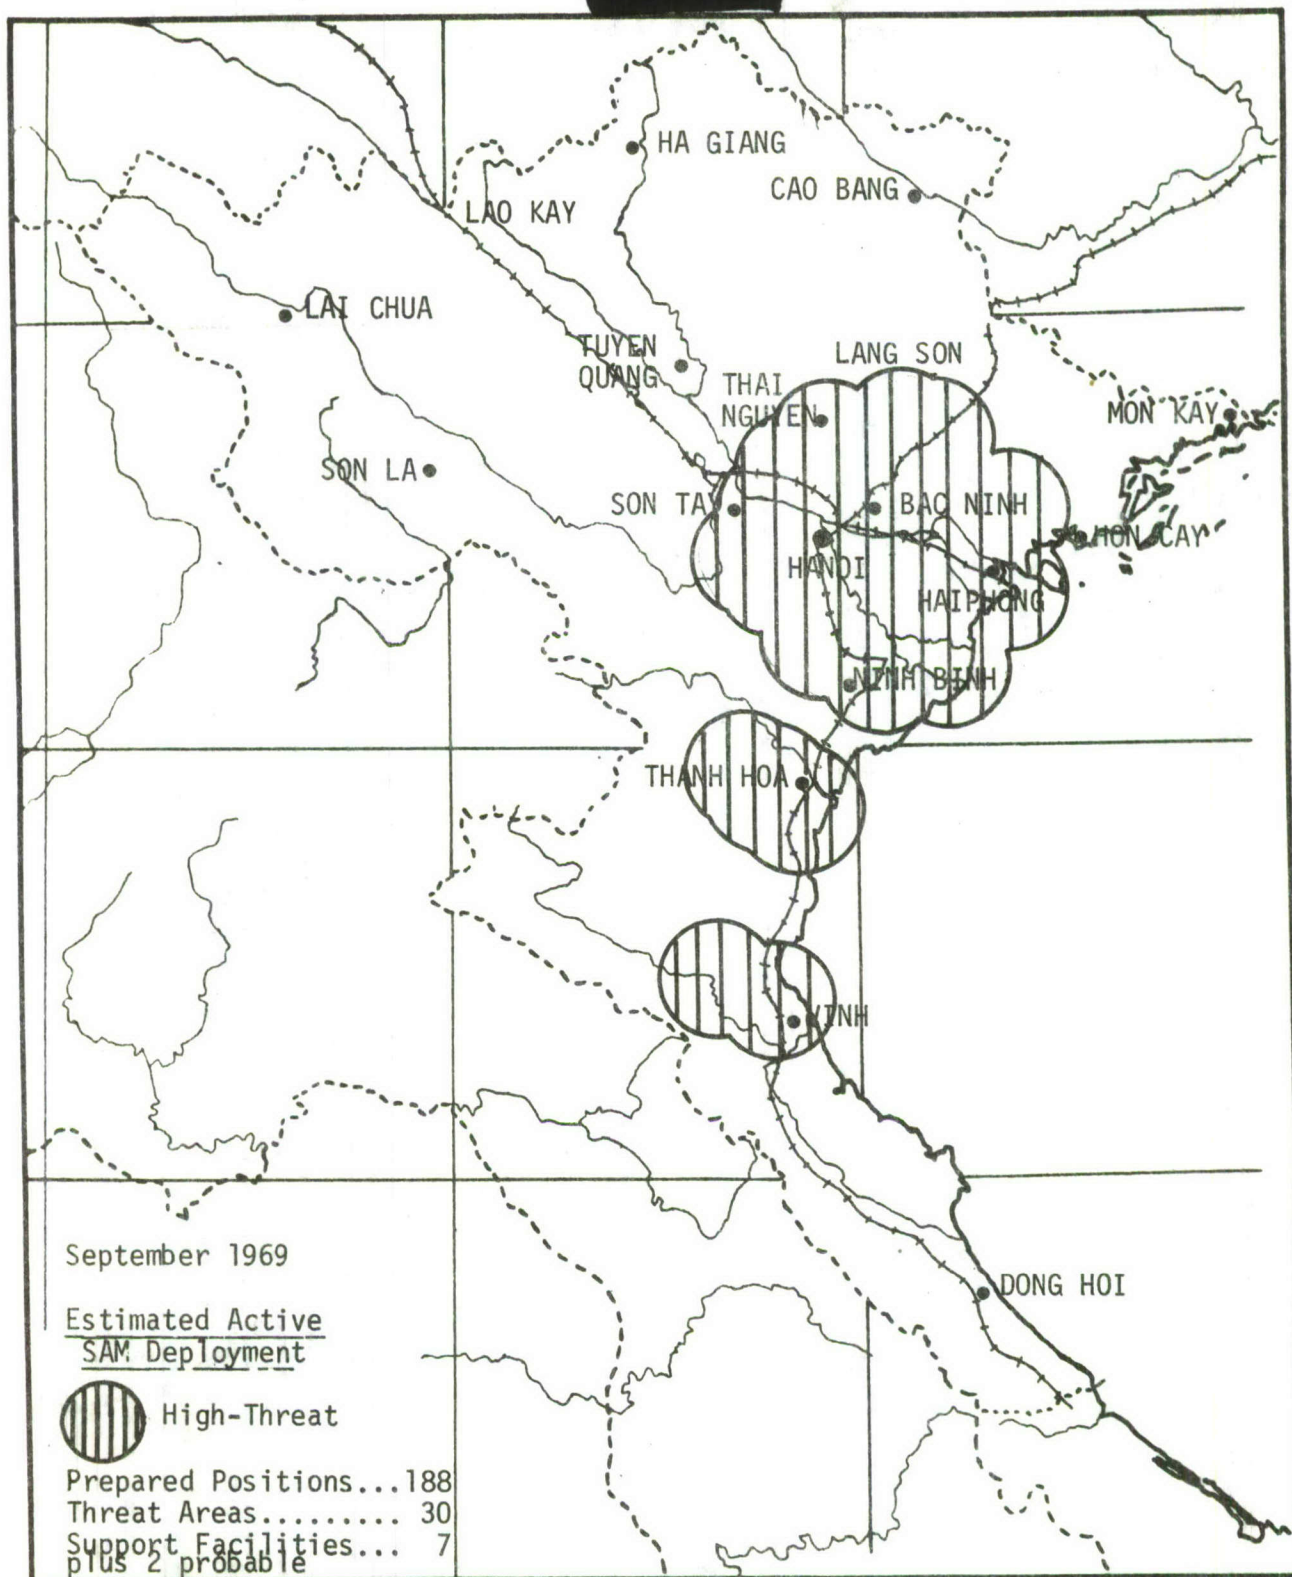 HA GIANG
CAO BANG
LAO KAY
LAI CHUA
TUYEN
QUANG
LANG SON
THAI
NGUYEN
MON KAY
SON LA
SON TAY
BAC NINH
HON CAY
HANOI
HAIPHONG
NINH BINH
THANH HOA
VINH
DONG HOI
September 1969
Estimated Active
SAM Deployment
High-Threat
Prepared Positions...188
Threat Areas......... 30
Support Facilities... 7
plus 2 probable